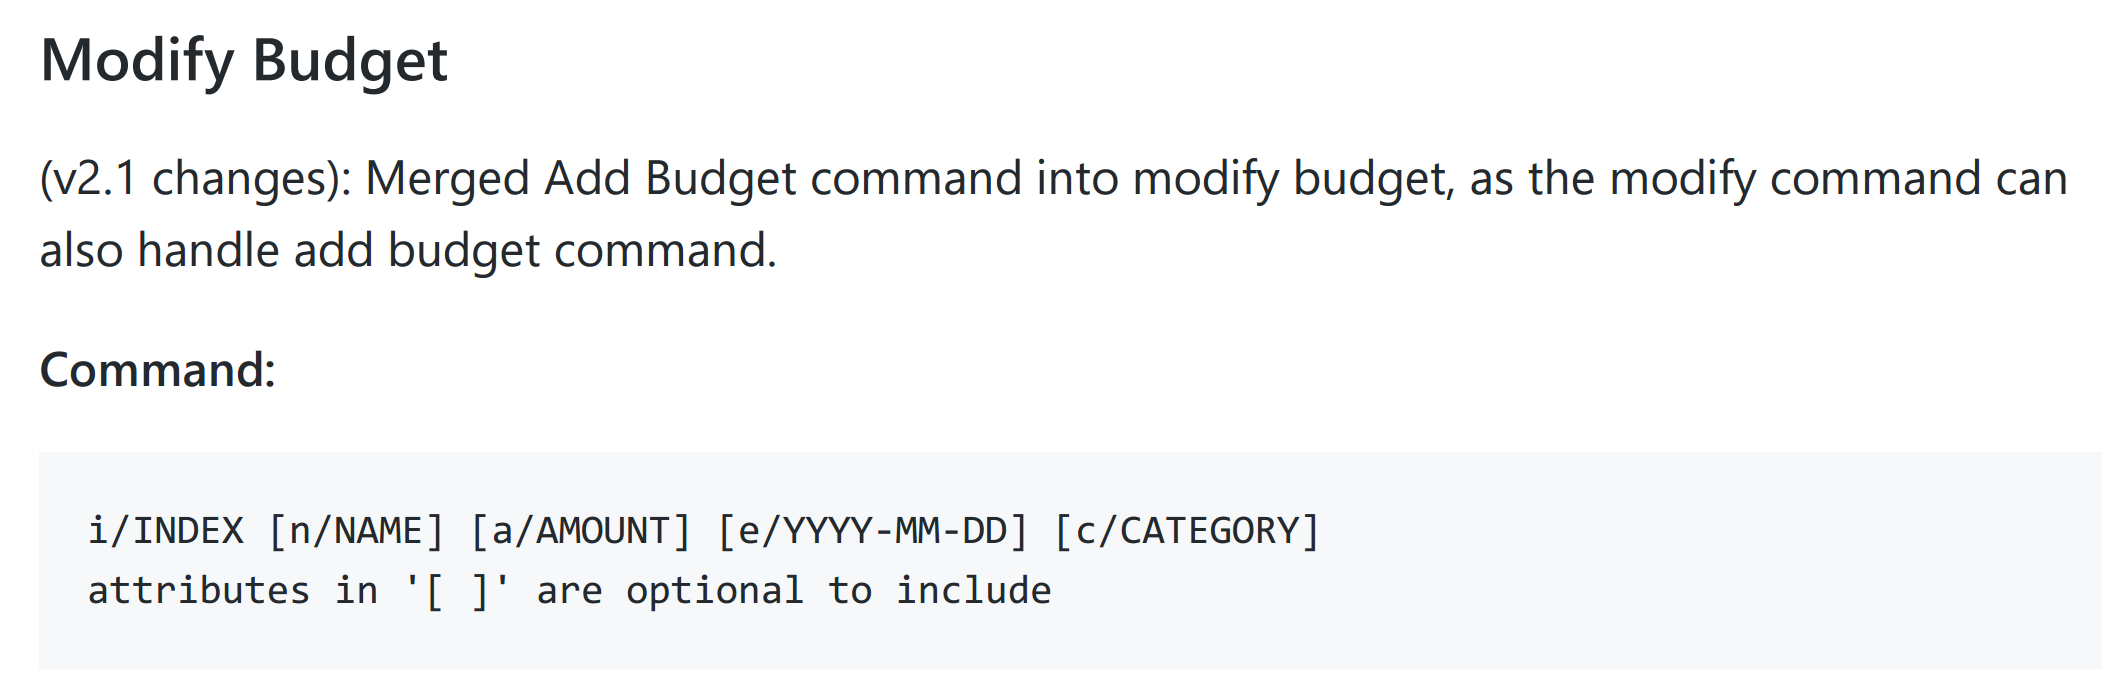 Modify Budget
(v2.1 changes): Merged Add Budget command into modify budget, as the modify command can
also handle add budget command.
Command:
i/INDEX [n/NAME] [a/AMOUNT] [e/YYYY-MM-DD] [c/CATEGORY]
attributes in '[ ]' are optional to include